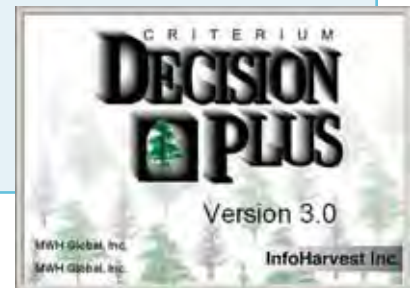 CRITERIUM
DECISION
PLUS
Version 3.0
MWH Global, Inc.
MWH Global, Inc.
InfoHarvest Inc.